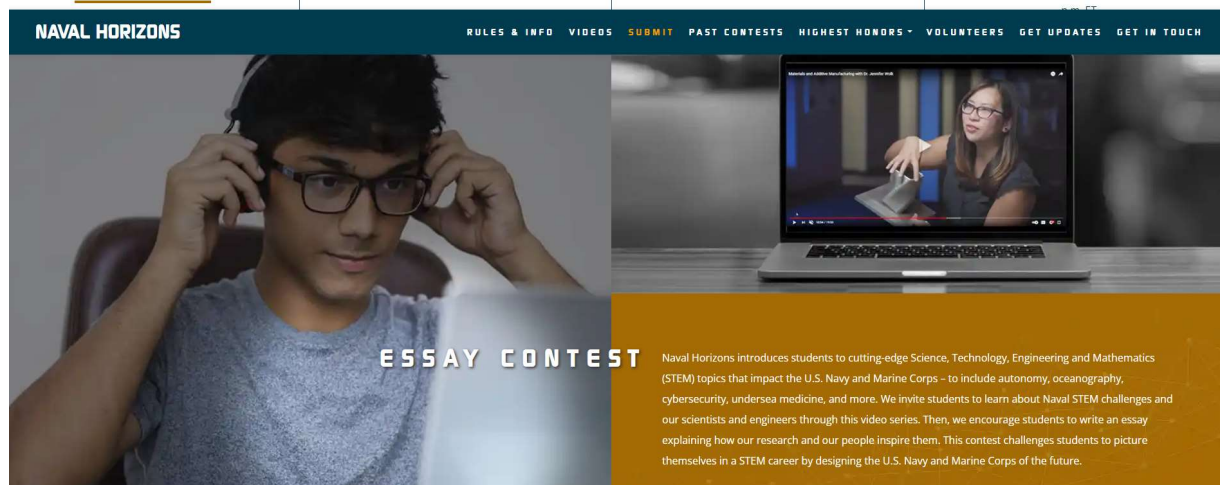 p.m. ET
NAVAL HORIZONS
RULES & INFO VIDEOS SUBMIT PAST CONTESTS HIGHEST HONORS VOLUNTEERS GET UPDATES GET IN TOUCH
Materials and Additive Manufacturing with Dr. Jennifer Wolk
ESSAY CONTEST
Naval Horizons introduces students to cutting-edge Science, Technology, Engineering and Mathematics
(STEM) topics that impact the U.S. Navy and Marine Corps – to include autonomy, oceanography,
cybersecurity, undersea medicine, and more. We invite students to learn about Naval STEM challenges and
our scientists and engineers through this video series. Then, we encourage students to write an essay
explaining how our research and our people inspire them. This contest challenges students to picture
themselves in a STEM career by designing the U.S. Navy and Marine Corps of the future.